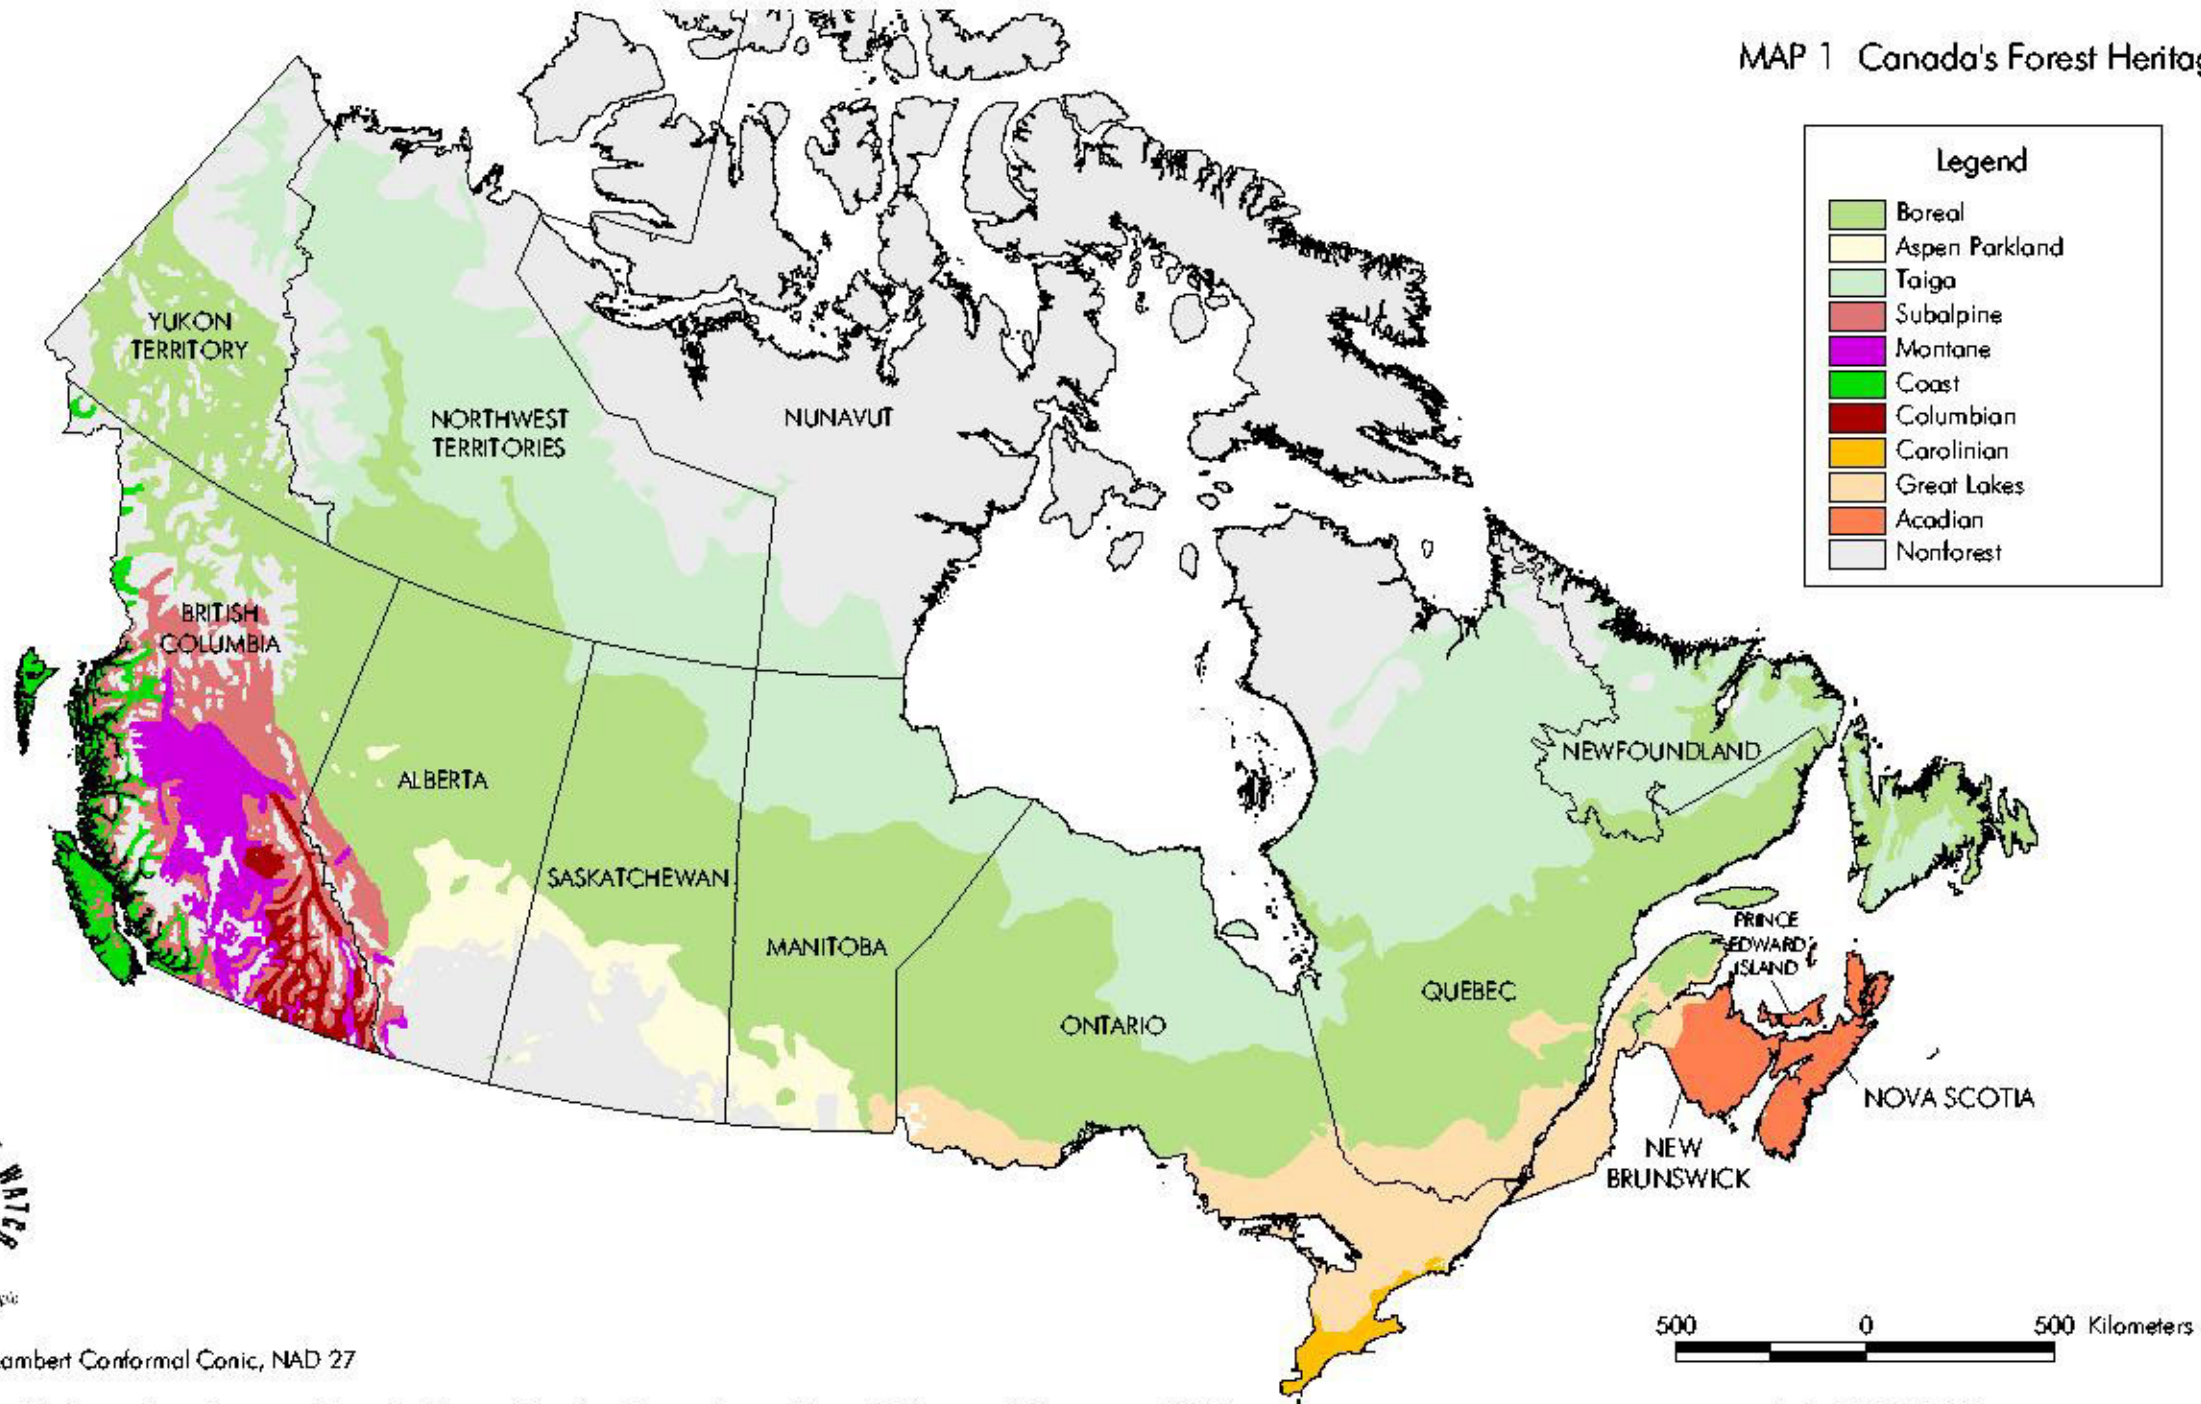 MAP 1 Canada's Forest Heritag
Legend
Boreal
Aspen Parkland
Taiga
Subalpine
Montane
Coast
Columbian
Carolinian
Great Lakes
Acadian
Nonforest
YUKON
TERRITORY
NORTHWEST
TERRITORIES
NUNAVUT
BRITISH
COLUMBIA
ALBERTA
SASKATCHEWAN
MANITOBA
ONTARIO
QUEBEC
NEWFOUNDLAND
PRINCE
EDWARD
ISLAND
NOVA SCOTIA
NEW
BRUNSWICK
WATER
500 0 500 Kilometers
ambert Conformal Conic, NAD 27